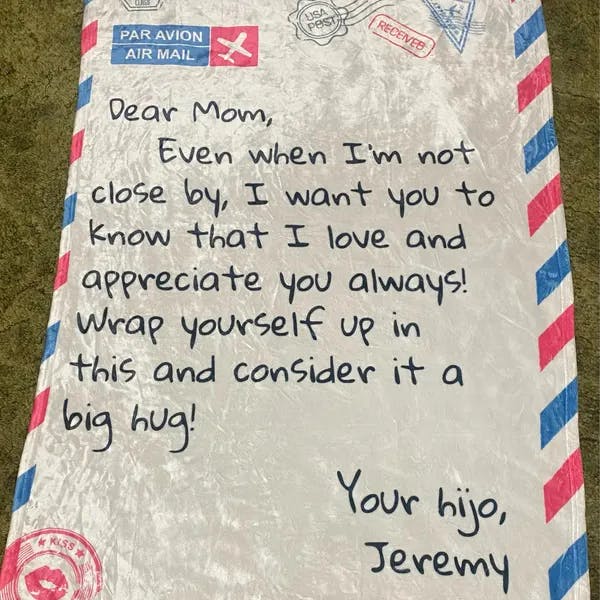 PAR AVION
AIR MAIL
USA
POST
RECEIVED
Dear Mom,
Even when I'm not
close by, I want you to
know that I love and
appreciate you always!
Wrap yourself up in
this and consider it a
big hug!
Your hijo,
Jeremy
KISS